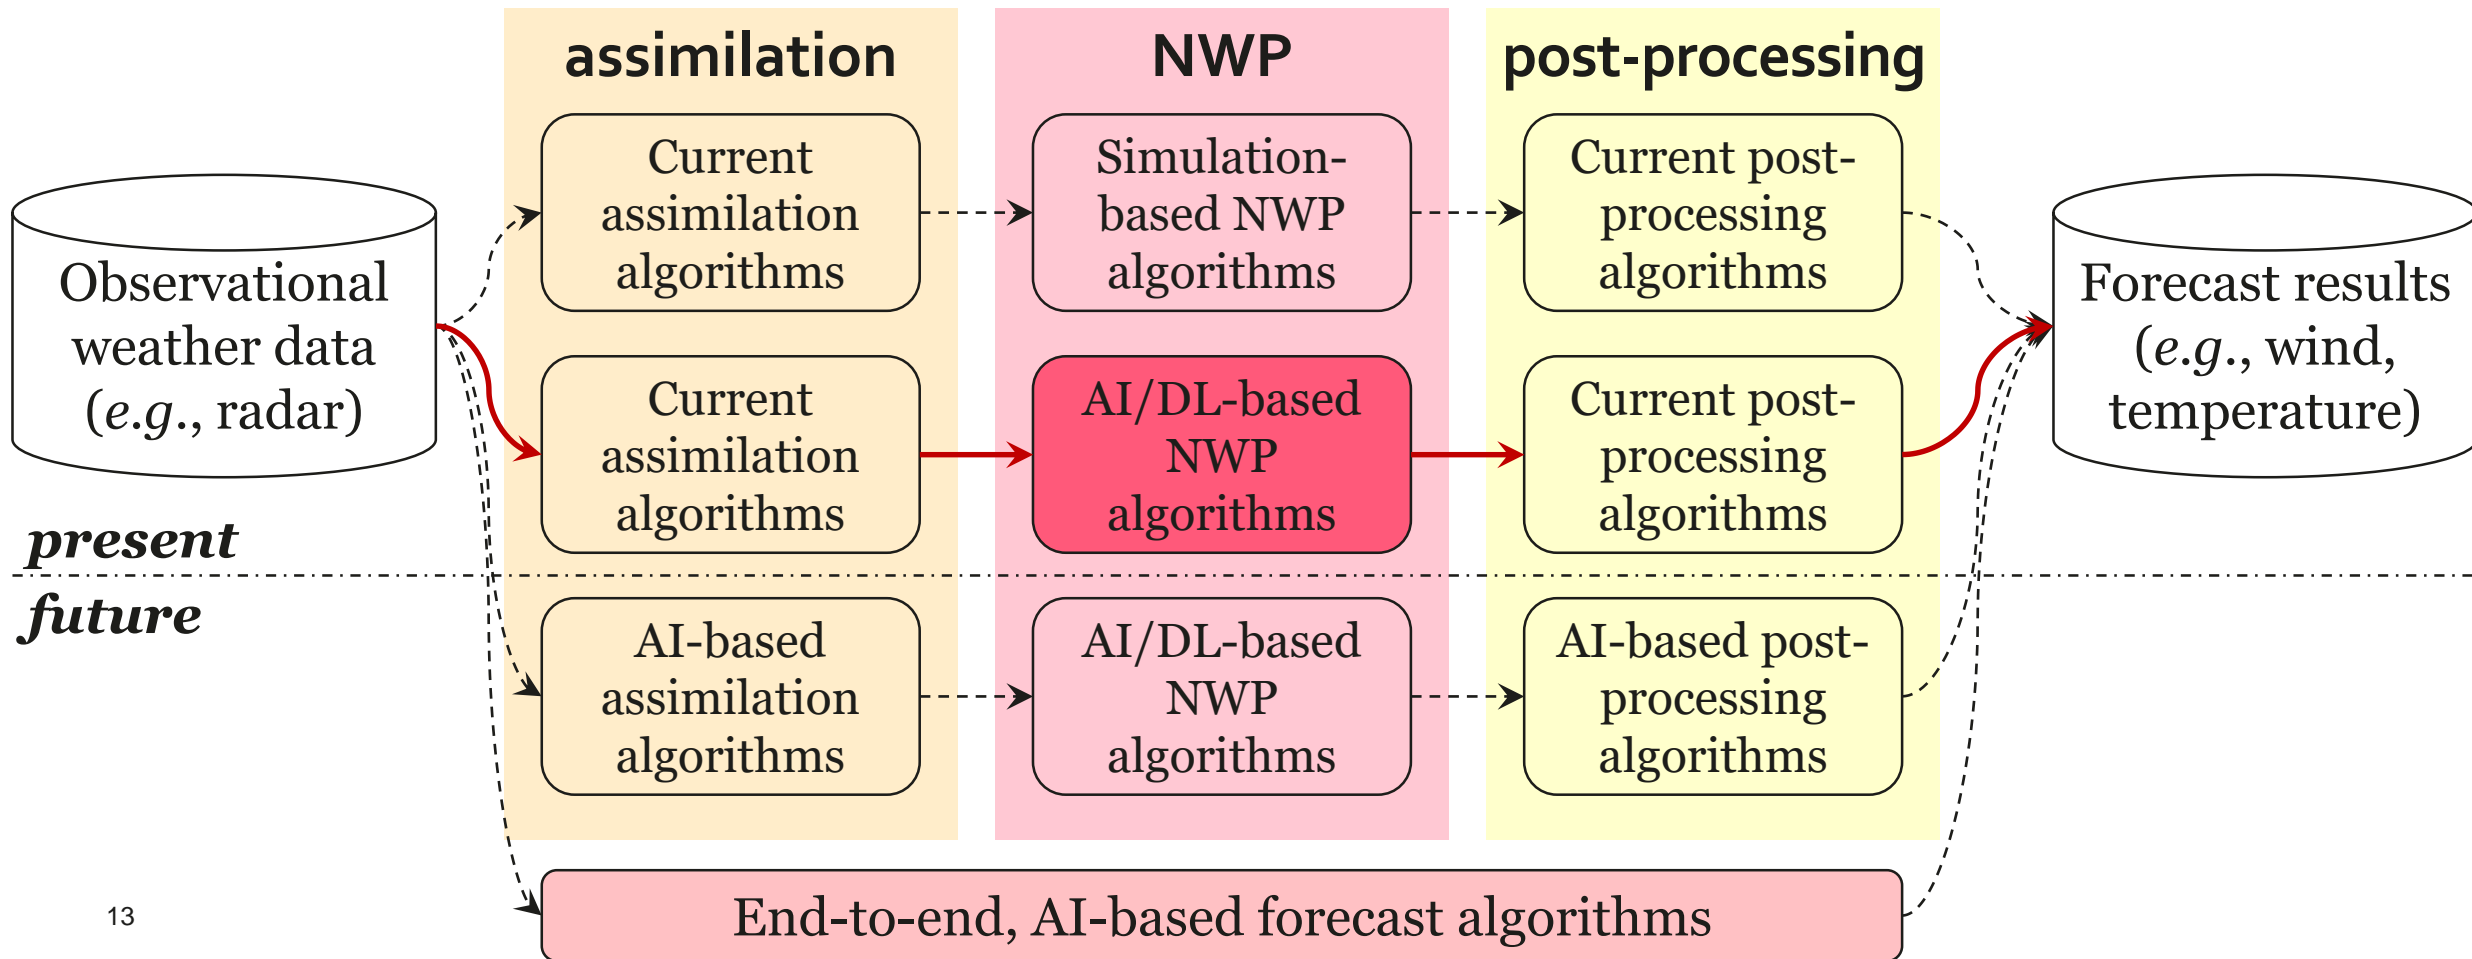 assimilation
NWP
post-processing
Observational
weather data
(e.g., radar)
Current
assimilation
algorithms
Simulation-
based NWP
algorithms
Current post-
processing
algorithms
Forecast results
(e.g., wind,
temperature)
Current
assimilation
algorithms
AI/DL-based
NWP
algorithms
Current post-
processing
algorithms
present
future
AI-based
assimilation
algorithms
AI/DL-based
NWP
algorithms
AI-based post-
processing
algorithms
End-to-end, AI-based forecast algorithms
13